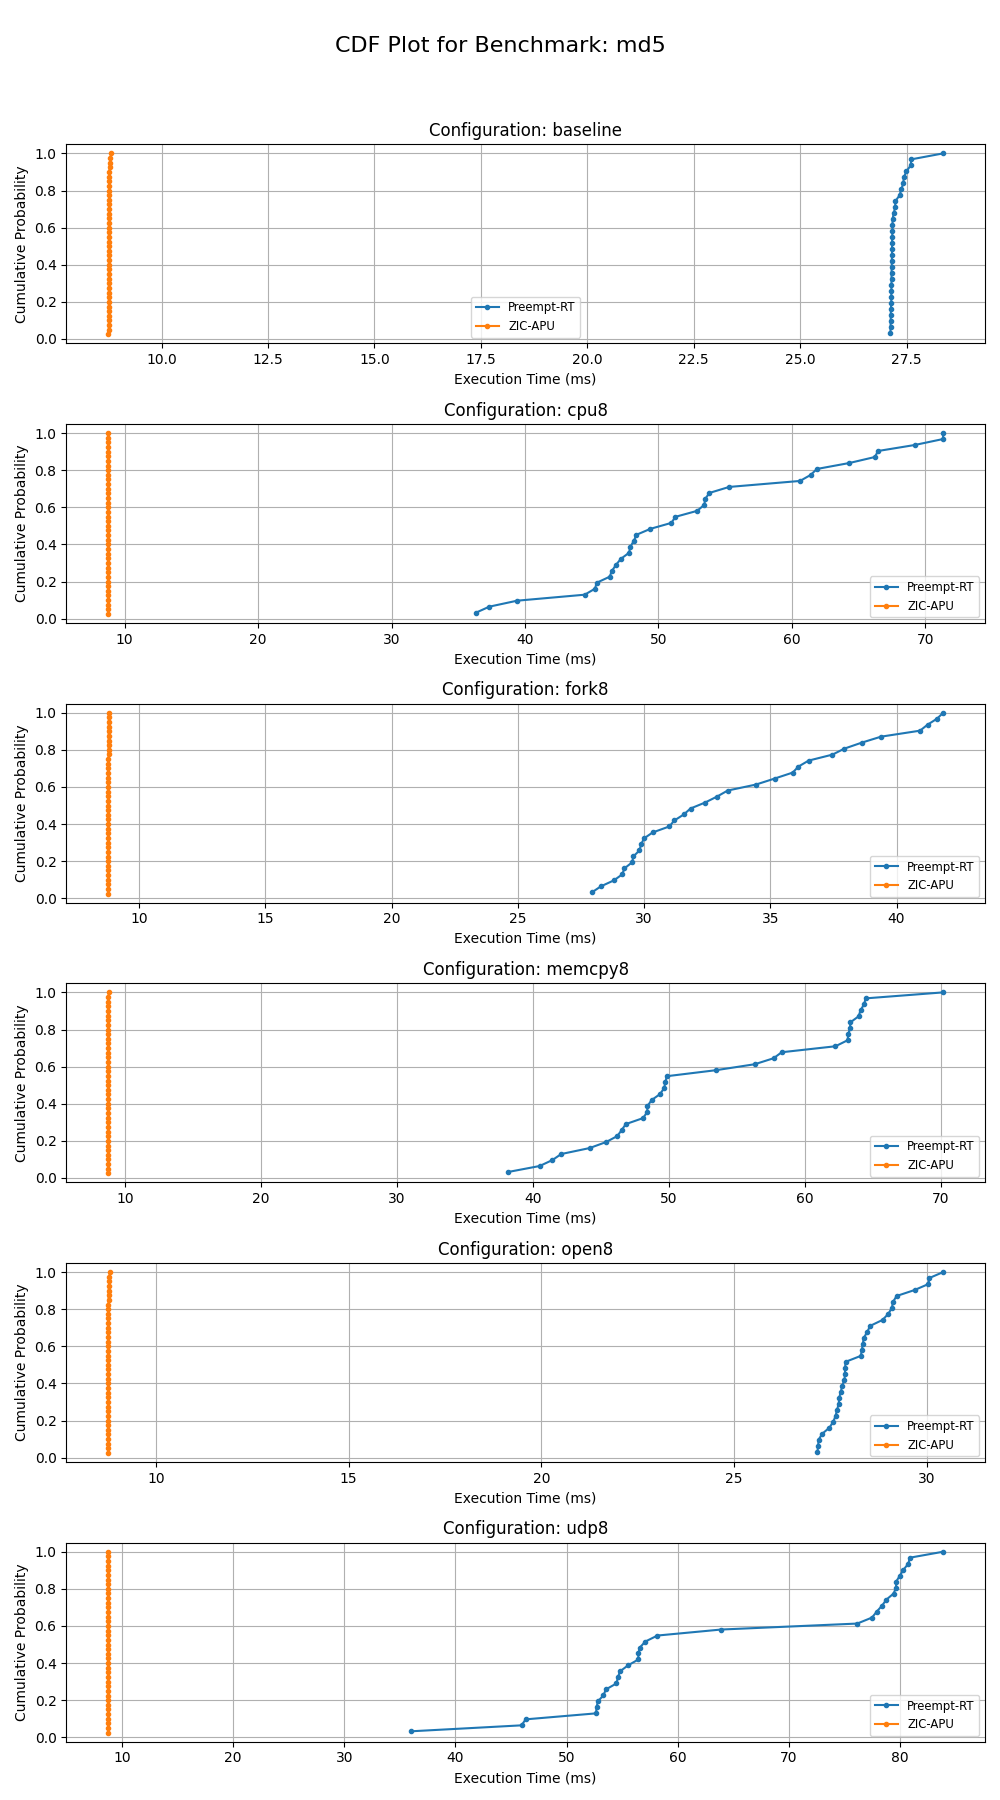 CDF Plot for Benchmark: md5
Configuration: baseline
1.0
0.8
0.6
0.4
0.2
0.0
Cumulative Probability
Preempt-RT
ZIC-APU
10.0 12.5 15.0 17.5 20.0 22.5 25.0 27.5
Execution Time (ms)
Configuration: cpu8
1.0
0.8
0.6
0.4
0.2
0.0
Cumulative Probability
Preempt-RT
ZIC-APU
10 20 30 40 50 60 70
Execution Time (ms)
Configuration: fork8
1.0
0.8
0.6
0.4
0.2
0.0
Cumulative Probability
Preempt-RT
ZIC-APU
10 15 20 25 30 35 40
Execution Time (ms)
Configuration: memcpy8
1.0
0.8
0.6
0.4
0.2
0.0
Cumulative Probability
Preempt-RT
ZIC-APU
10 20 30 40 50 60 70
Execution Time (ms)
Configuration: open8
1.0
0.8
0.6
0.4
0.2
0.0
Cumulative Probability
Preempt-RT
ZIC-APU
10 15 20 25 30
Execution Time (ms)
Configuration: udp8
1.0
0.8
0.6
0.4
0.2
0.0
Cumulative Probability
Preempt-RT
ZIC-APU
10 20 30 40 50 60 70 80
Execution Time (ms)